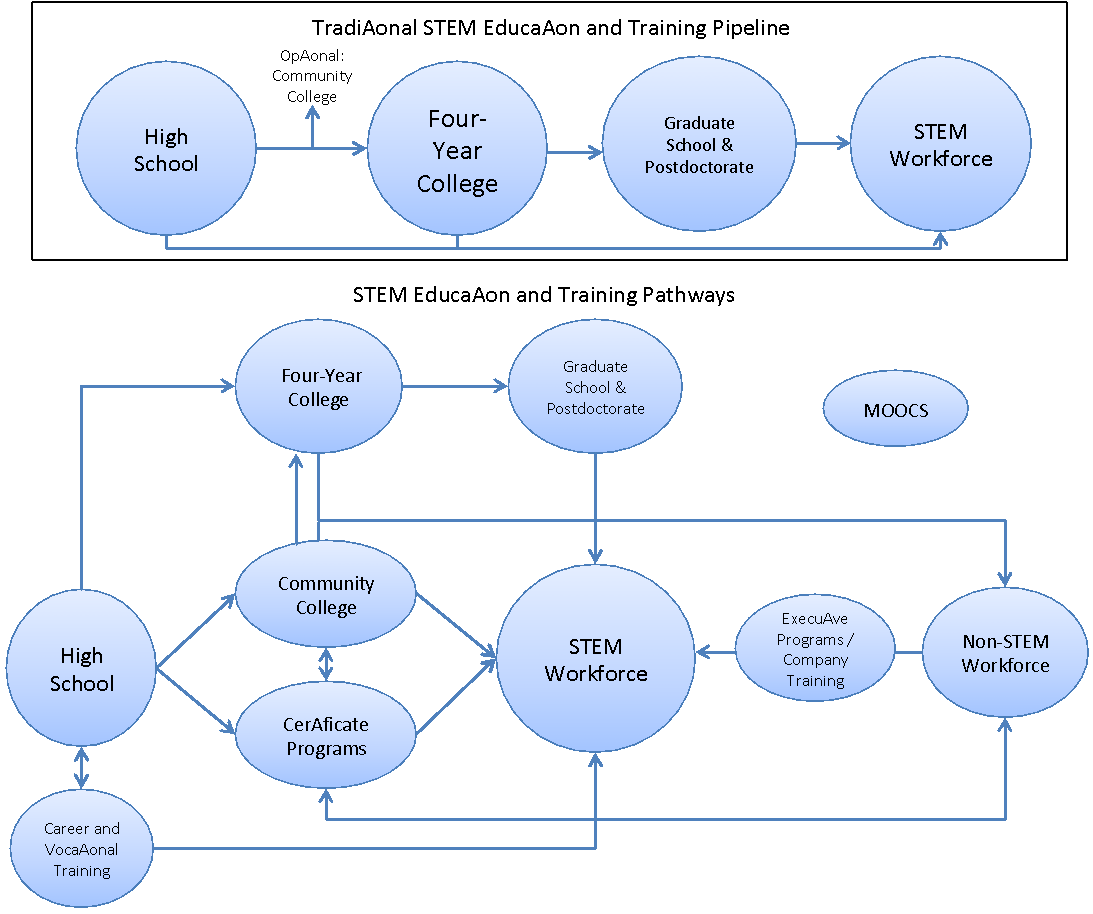 TradiAonal STEM EducaAon and Training Pipeline
OpAonal:
Community
College
High
School
Four-
Year
College
Graduate
School &
Postdoctorate
STEM
Workforce
STEM EducaAon and Training Pathways
Four-Year
College
Graduate
School &
Postdoctorate
MOOCS
Community
College
High
School
STEM
Workforce
ExecuAve
Programs /
Company
Training
Non-STEM
Workforce
CerAficate
Programs
Career and
VocaAonal
Training